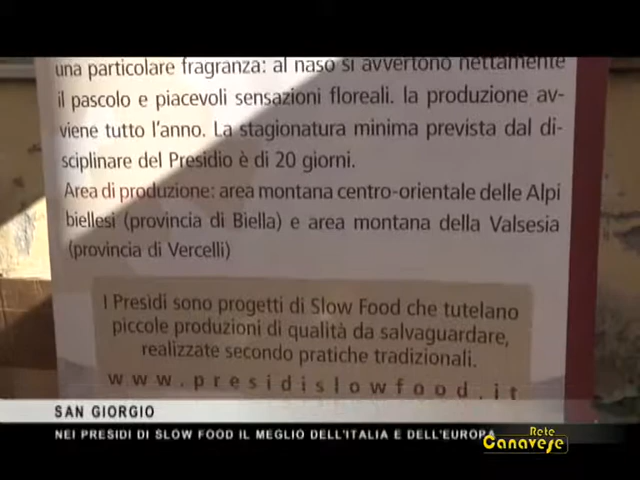 una particolare fragranza: al naso si avvertono nettamente
il pascolo e piacevoli sensazioni floreali. la produzione av-
viene tutto l'anno. La stagionatura minima prevista dal di-
sciplinare del Presidio è di 20 giorni.
Area di produzione: area montana centro-orientale delle Alpi
biellesi (provincia di Biella) e area montana della Valsesia
(provincia di Vercelli)
I Presidi sono progetti di Slow Food che tutelano
piccole produzioni di qualità da salvaguardare,
realizzate secondo pratiche tradizionali.
www.presidislowfood.it
SAN GIORGIO
NEI PRESIDI DI SLOW FOOD IL MEGLIO DELL'ITALIA E DELL'EUROPA
Rete
Canavese